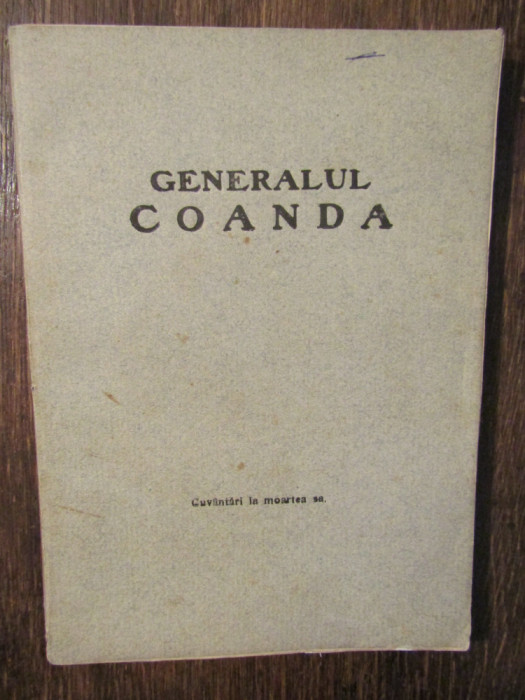 GENERALUL
COANDA
Cuvântări la moartea sa.